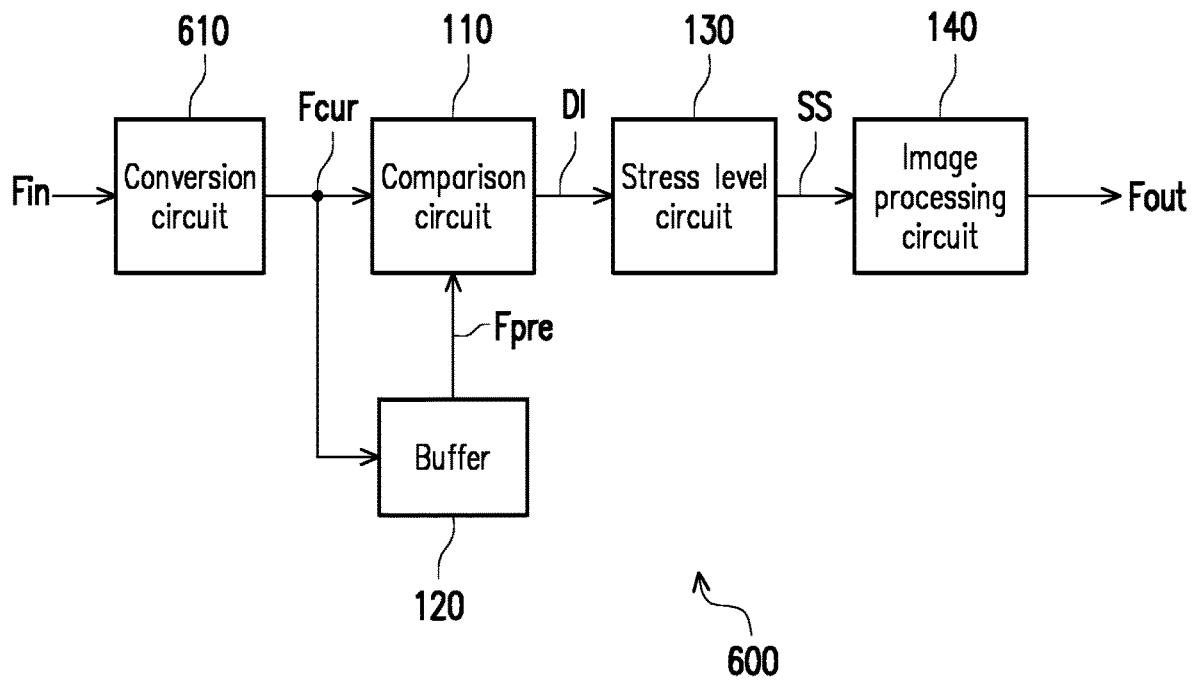 610
110
130
140
Fcur
DI
SS
Fin
Conversion
circuit
Comparison
circuit
Stress level
circuit
Image
processing
circuit
Fout
Fpre
Buffer
120
600